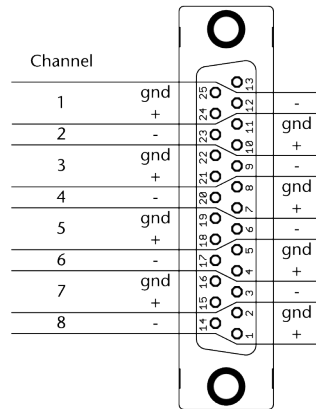 Channel
13
25 gnd 1
12 -
24 +
11 gnd
23 - 2
10 +
22 gnd 3
9 -
21 +
8 gnd
20 - 4
7 +
19 gnd 5
6 -
18 +
5 gnd
17 - 6
4 +
16 gnd 7
3 -
15 +
2 gnd
14 - 8
1 +